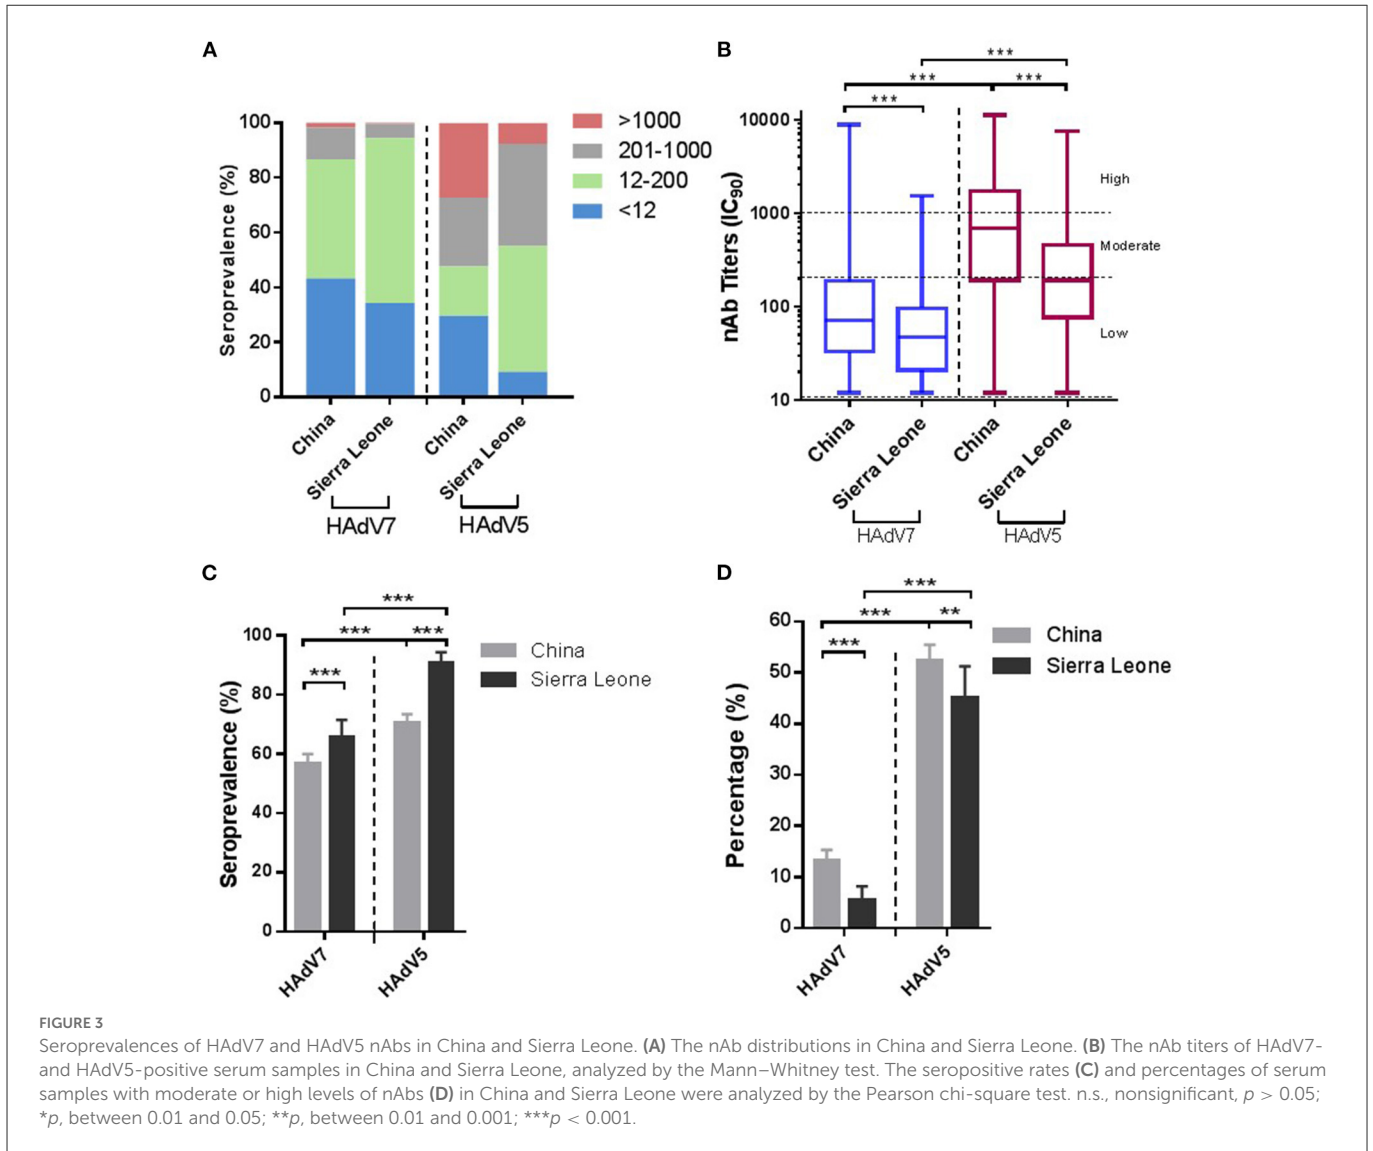 A
Seroprevalence (%)
100
80
60
40
20
0
>1000
201-1000
12-200
<12
China
Sierra Leone
China
Sierra Leone
HAdV7
HAdV5
B
***
***
***
***
nAb Titers (IC90)
10000
1000
100
10
High
Moderate
Low
China
Sierra Leone
China
Sierra Leone
HAdV7
HAdV5
C
***
***
***
***
Seroprevalence (%)
100
80
60
40
20
0
China
Sierra Leone
HAdV7
HAdV5
D
***
***
**
***
Percentage (%)
60
50
40
30
20
10
0
China
Sierra Leone
HAdV7
HAdV5
FIGURE 3
Seroprevalences of HAdV7 and HAdV5 nAbs in China and Sierra Leone. (A) The nAb distributions in China and Sierra Leone. (B) The nAb titers of HAdV7-
and HAdV5-positive serum samples in China and Sierra Leone, analyzed by the Mann–Whitney test. The seropositive rates (C) and percentages of serum
samples with moderate or high levels of nAbs (D) in China and Sierra Leone were analyzed by the Pearson chi-square test. n.s., nonsignificant, p > 0.05;
*p, between 0.01 and 0.05; **p, between 0.01 and 0.001; ***p < 0.001.